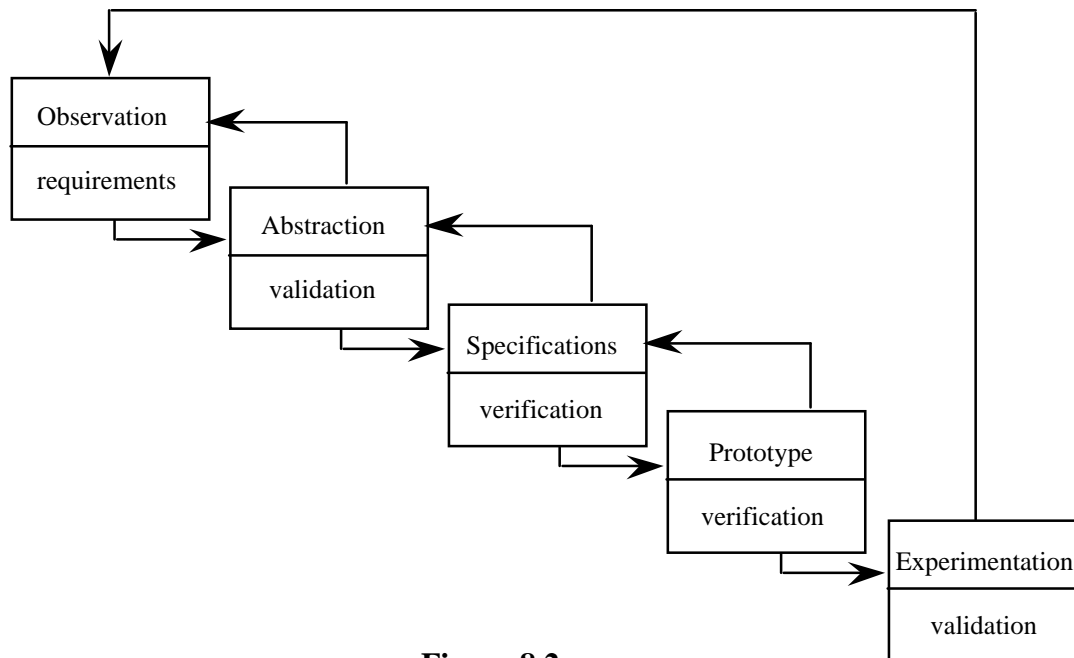 Observation
requirements
Abstraction
validation
Specifications
verification
Prototype
verification
Experimentation
validation